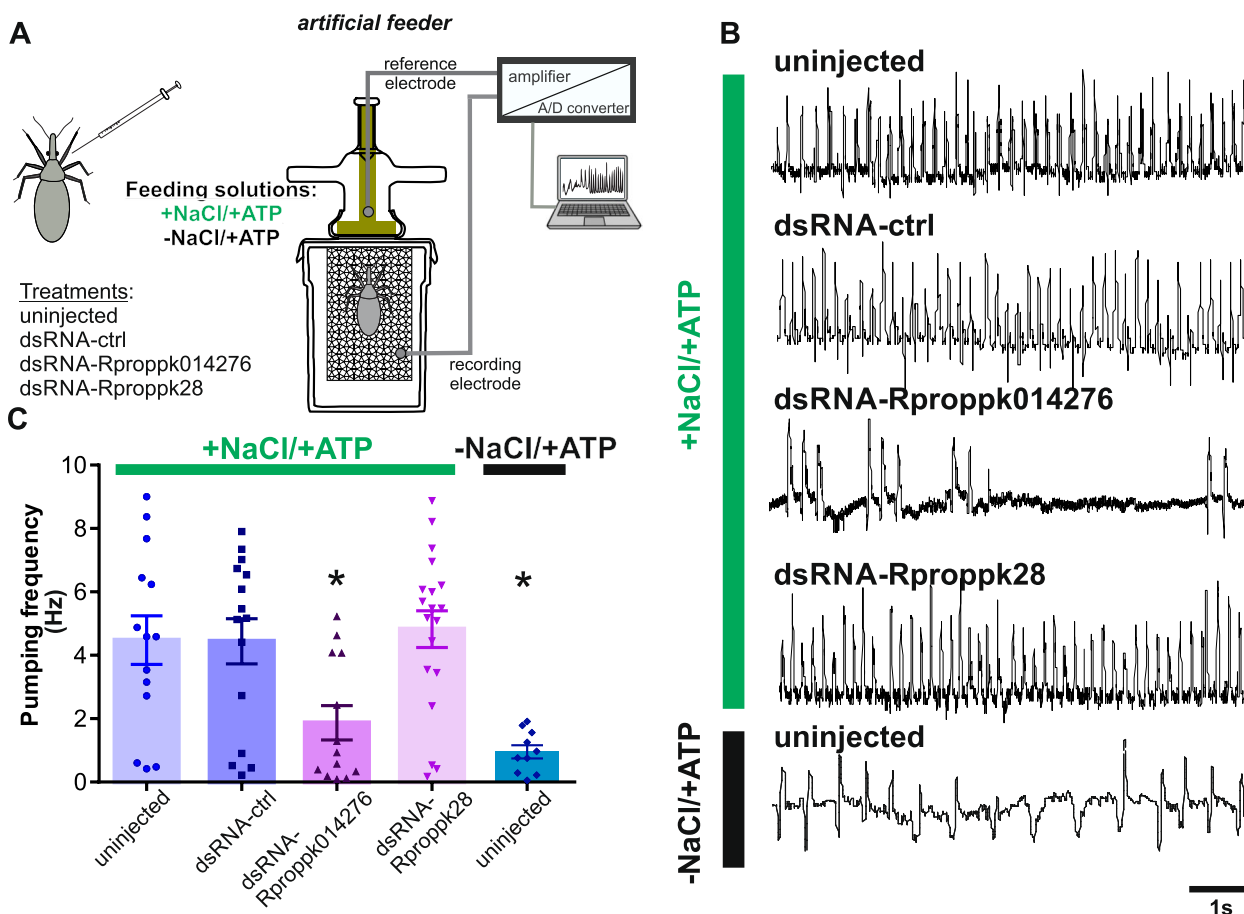 A
artificial feeder
reference
electrode
amplifier
A/D converter
Feeding solutions:
+NaCl/+ATP
-NaCl/+ATP
Treatments:
uninjected
dsRNA-ctrl
dsRNA-Rproppk014276
dsRNA-Rproppk28
recording
electrode
B
uninjected
dsRNA-ctrl
dsRNA-Rproppk014276
dsRNA-Rproppk28
uninjected
+NaCl/+ATP
-NaCl/+ATP
1s
C
+NaCl/+ATP
-NaCl/+ATP
Pumping frequency
(Hz)
10
8
6
4
2
0
*
*
uninjected
dsRNA-ctrl
dsRNA-
Rproppk014276
dsRNA-
Rproppk28
uninjected